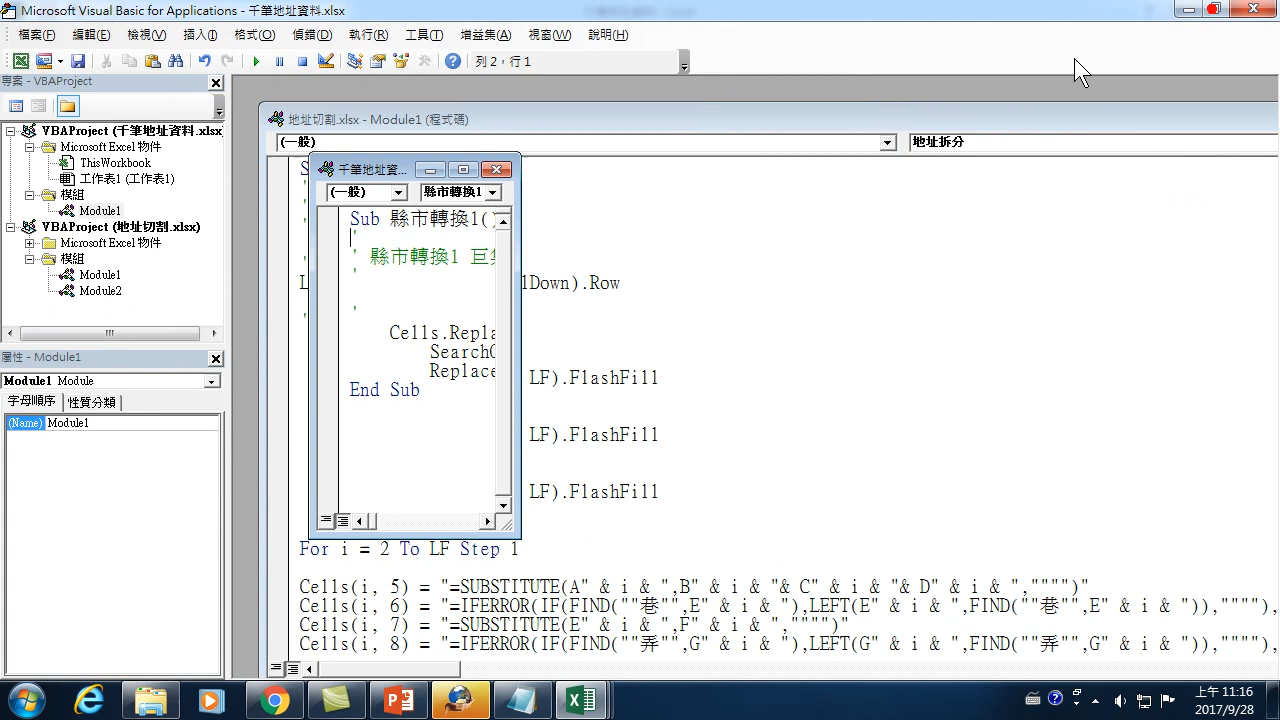 Microsoft Visual Basic for Applications - 千筆地址資料.xlsx
檔案(F) 編輯(E) 檢視(V) 插入(I) 格式(O) 偵錯(D) 執行(R) 工具(T) 增益集(A) 視窗(W) 說明(H)
列 2，行 1
專案 - VBAProject
VBAProject (千筆地址資料.xlsx
Microsoft Excel 物件
ThisWorkbook
工作表1 (工作表1)
模組
Module1
VBAProject (地址切割.xlsx)
Microsoft Excel 物件
模組
Module1
Module2
屬性 - Module1
Module1 Module
字母順序 性質分類
(Name) Module1
地址切割.xlsx - Module1 (程式碼)
(一般) 地址拆分
千筆地址資...
(一般) 縣市轉換1
Sub 縣市轉換1()
'
' 縣市轉換1
'
'
Cells.Repla
SearchO
Replace
End Sub
lDown).Row
LF).FlashFill
LF).FlashFill
LF).FlashFill
For i = 2 To LF Step 1
Cells(i, 5) = "=SUBSTITUTE(A" & i & ",B" & i & "& C" & i & "& D" & i & ","""")"
Cells(i, 6) = "=IFERROR(IF(FIND(""巷"",E" & i & "),LEFT(E" & i & ",FIND(""巷"",E" & i & ")),""""),
Cells(i, 7) = "=SUBSTITUTE(E" & i & ",F" & i & ","""")"
Cells(i, 8) = "=IFERROR(IF(FIND(""弄"",G" & i & "),LEFT(G" & i & ",FIND(""弄"",G" & i & ")),""""),
上午 11:16
2017/9/28